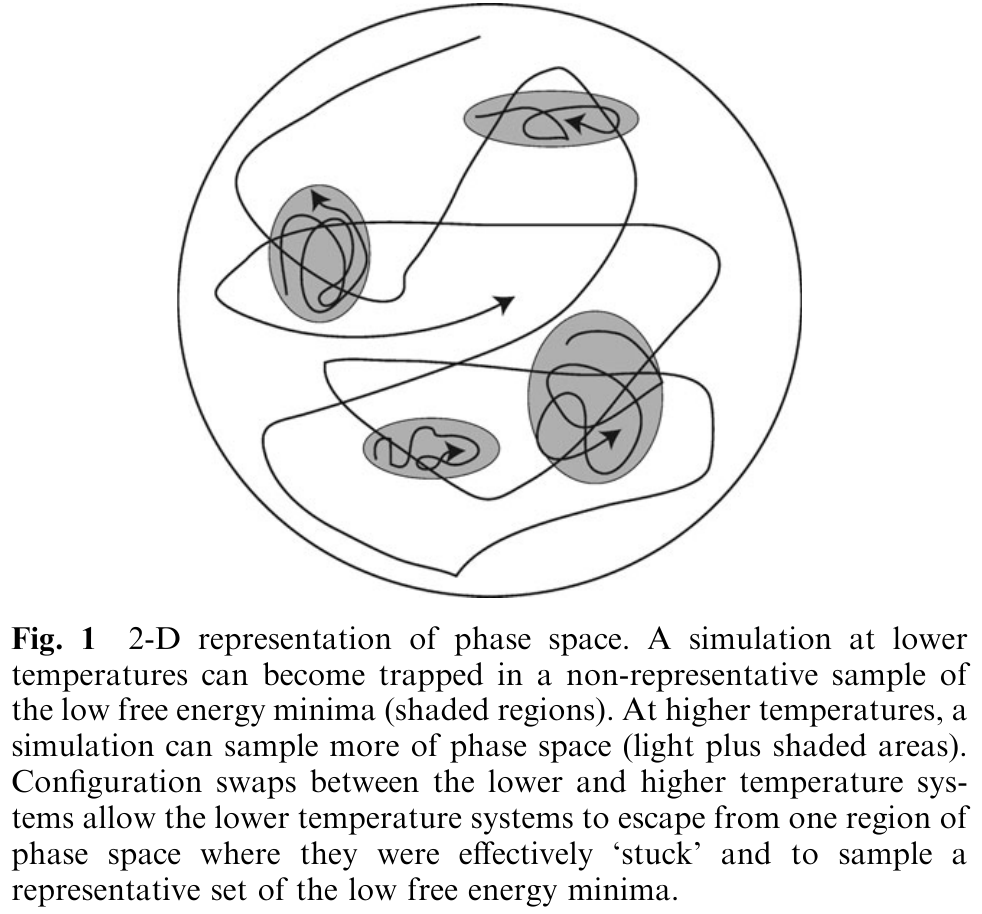 Fig. 1 2-D representation of phase space. A simulation at lower
temperatures can become trapped in a non-representative sample of
the low free energy minima (shaded regions). At higher temperatures, a
simulation can sample more of phase space (light plus shaded areas).
Configuration swaps between the lower and higher temperature sys-
tems allow the lower temperature systems to escape from one region of
phase space where they were effectively ‘stuck’ and to sample a
representative set of the low free energy minima.